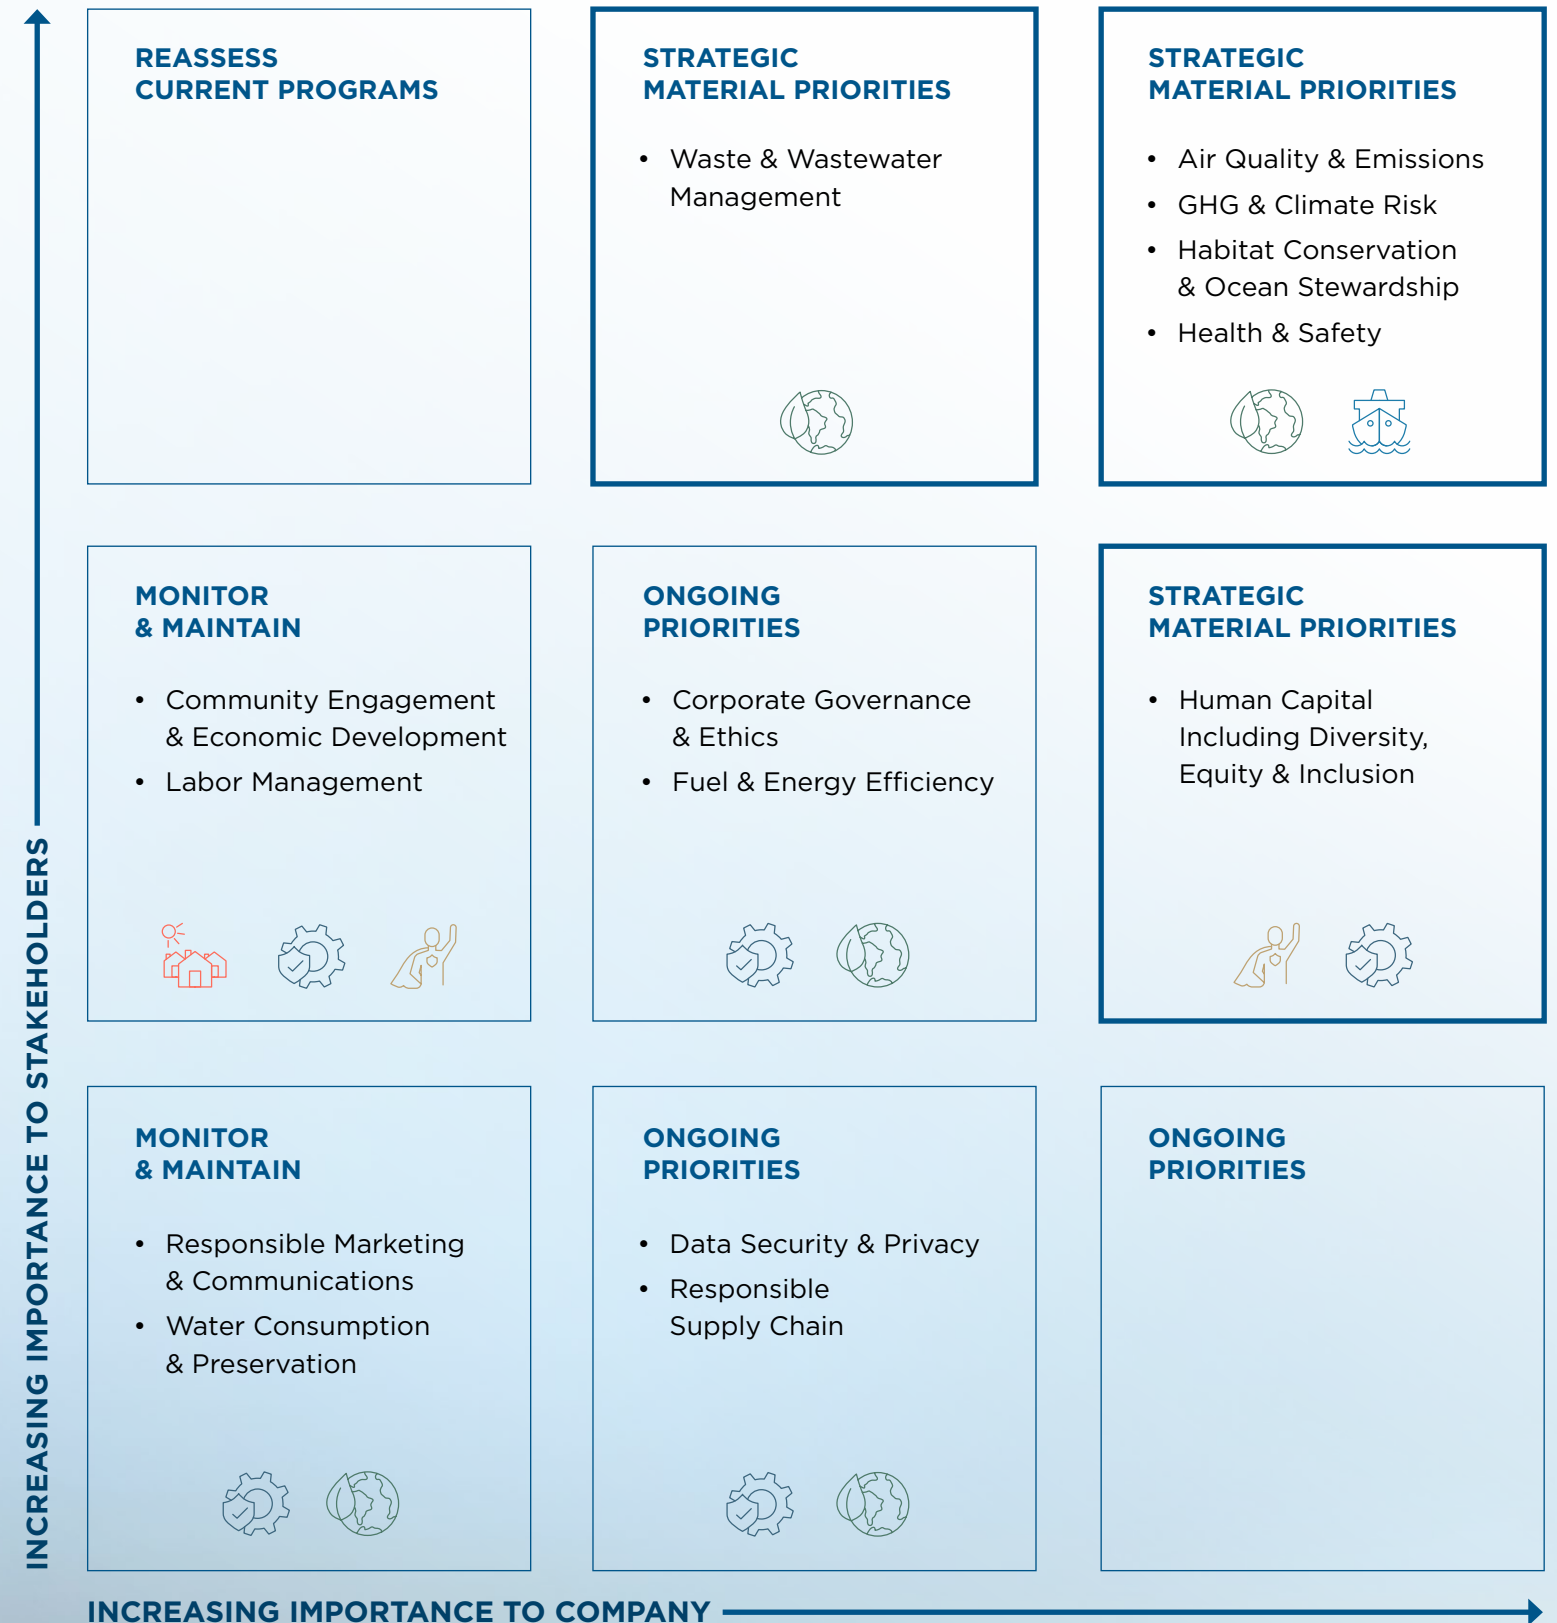 REASSESS
CURRENT PROGRAMS
STRATEGIC
MATERIAL PRIORITIES
• Waste & Wastewater
Management
STRATEGIC
MATERIAL PRIORITIES
• Air Quality & Emissions
• GHG & Climate Risk
• Habitat Conservation
& Ocean Stewardship
• Health & Safety
MONITOR
& MAINTAIN
• Community Engagement
& Economic Development
• Labor Management
ONGOING
PRIORITIES
• Corporate Governance
& Ethics
• Fuel & Energy Efficiency
STRATEGIC
MATERIAL PRIORITIES
• Human Capital
Including Diversity,
Equity & Inclusion
MONITOR
& MAINTAIN
• Responsible Marketing
& Communications
• Water Consumption
& Preservation
ONGOING
PRIORITIES
• Data Security & Privacy
• Responsible
Supply Chain
ONGOING
PRIORITIES
INCREASING IMPORTANCE TO STAKEHOLDERS
INCREASING IMPORTANCE TO COMPANY